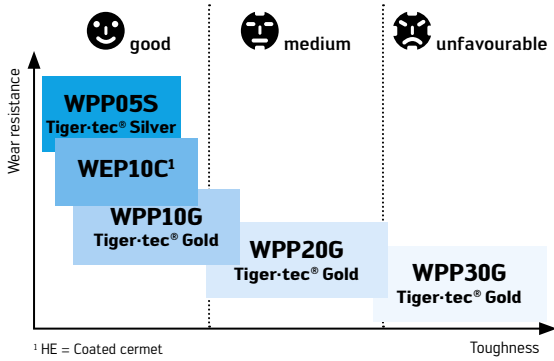 good
medium
unfavourable
Wear resistance
WPP05S
Tiger·tec® Silver
WEP10C¹
WPP10G
Tiger·tec® Gold
WPP20G
Tiger·tec® Gold
WPP30G
Tiger·tec® Gold
¹ HE = Coated cermet
Toughness